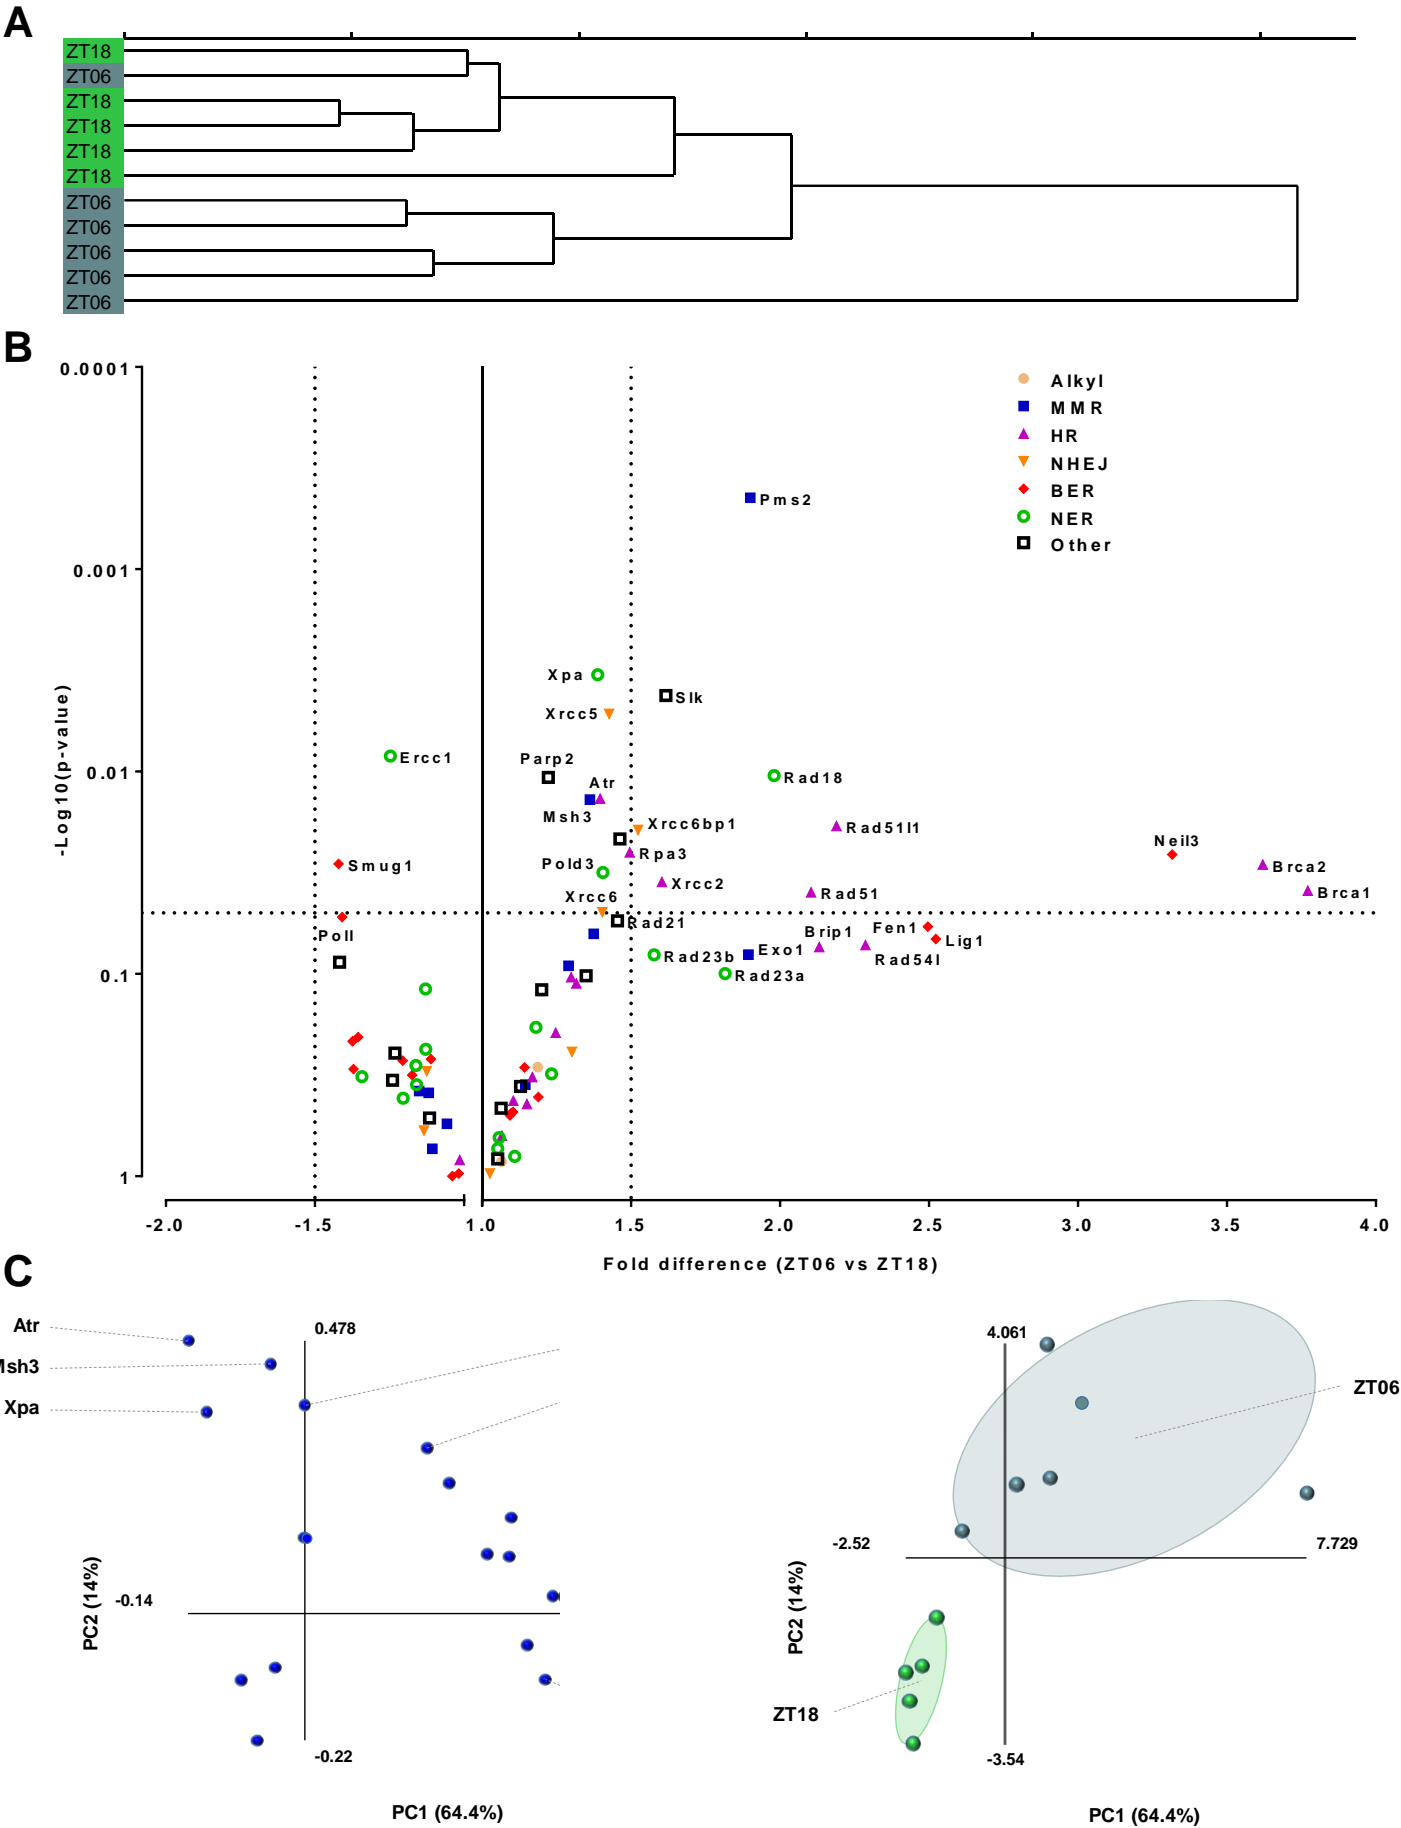 A
ZT18
ZT06
ZT18
ZT18
ZT18
ZT18
ZT06
ZT06
ZT06
ZT06
ZT06
B
0.0001
0.001
0.01
0.1
1
-Log10(p-value)
Alkyl
MMR
HR
NHEJ
BER
NER
Other
Pms2
Xpa
Slk
Xrcc5
Ercc1
Parp2
Rad18
Atr
Msh3
Xrcc6bp1
Rad51l1
Neil3
Smug1
Pold3
Rpa3
Brca2
Xrcc2
Rad51
Brca1
Xrcc6
Rad21
Poll
Brip1
Fen1
Lig1
Rad23b
Exo1
Rad54l
Rad23a
-2.0
-1.5
1.0
1.5
2.0
2.5
3.0
3.5
4.0
Fold difference (ZT06 vs ZT18)
C
Atr
Msh3
Xpa
0.478
-0.14
-0.22
PC2 (14%)
PC1 (64.4%)
4.061
ZT06
-2.52
7.729
PC2 (14%)
ZT18
-3.54
PC1 (64.4%)